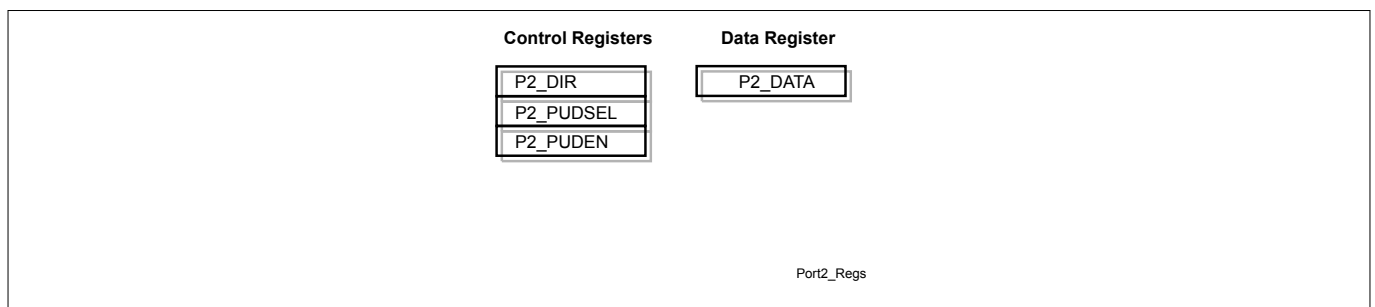 Control Registers
Data Register
P2_DIR
P2_DATA
P2_PUDSEL
P2_PUDEN
Port2_Regs